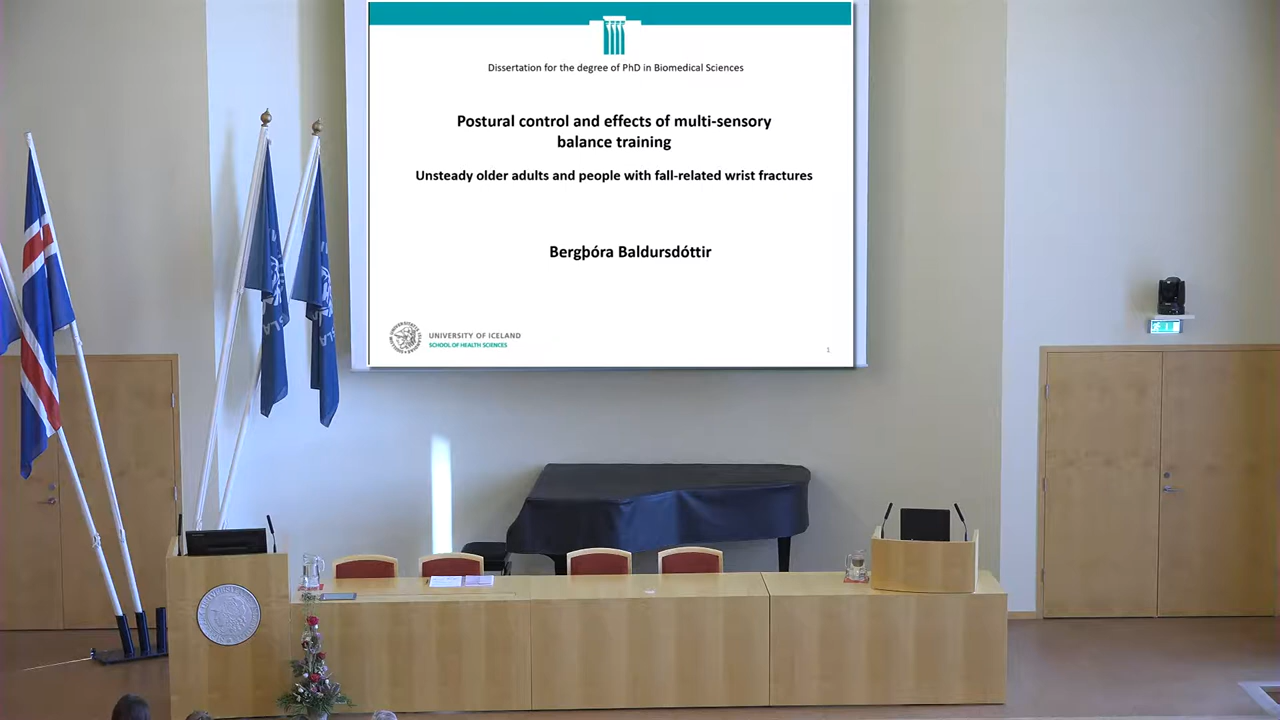 Dissertation for the degree of PhD in Biomedical Sciences
Postural control and effects of multi-sensory
balance training
Unsteady older adults and people with fall-related wrist fractures
Bergþóra Baldursdóttir
UNIVERSITY OF ICELAND
SCHOOL OF HEALTH SCIENCES
1